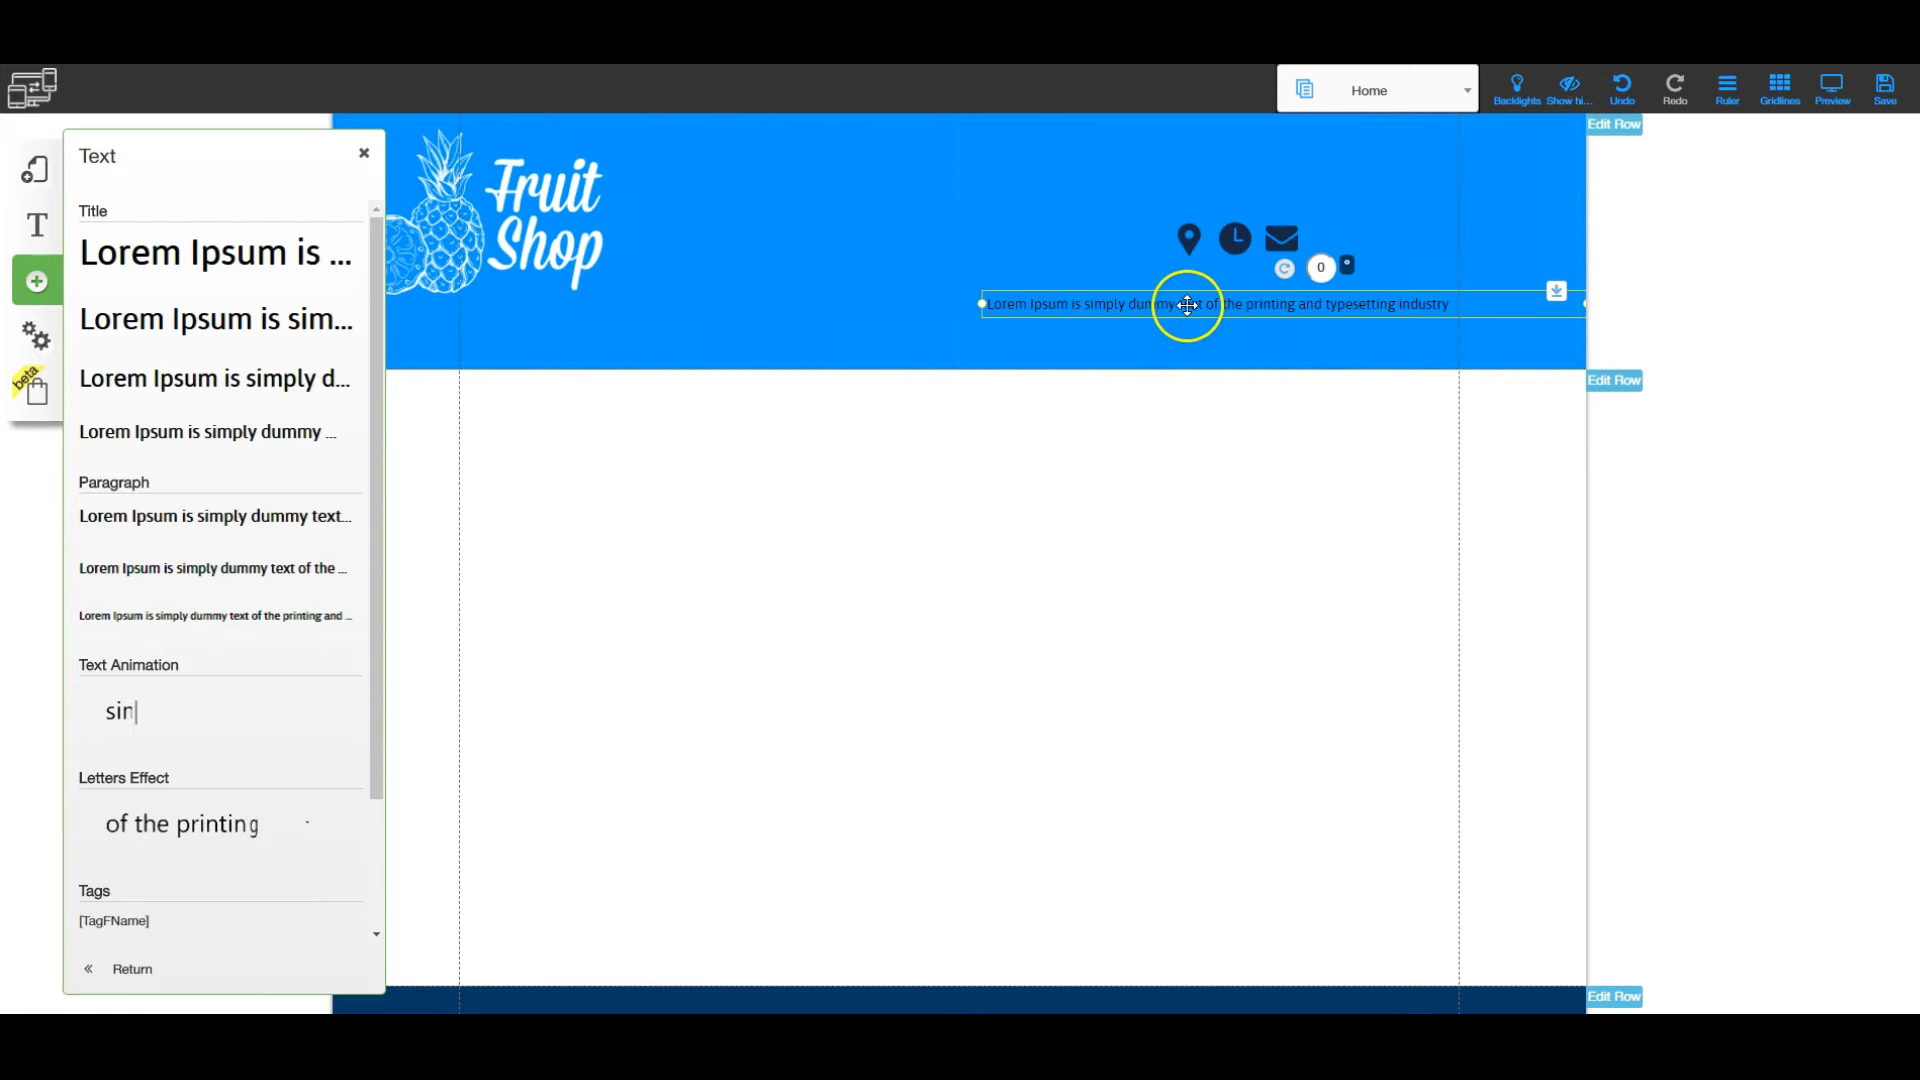 Home
Backlights
Show hi...
Undo
Redo
Ruler
Gridlines
Preview
Save
Edit Row
Text
Title
Lorem Ipsum is ...
Lorem Ipsum is sim...
Lorem Ipsum is simply d...
Lorem Ipsum is simply dummy ...
Paragraph
Lorem Ipsum is simply dummy text...
Lorem Ipsum is simply dummy text of the ...
Lorem Ipsum is simply dummy text of the printing and ...
Text Animation
sin
Letters Effect
of the printing
Tags
[TagFName]
« Return
T
beta
Fruit
Shop
0
Lorem Ipsum is simply dummy text of the printing and typesetting industry
Edit Row
Edit Row